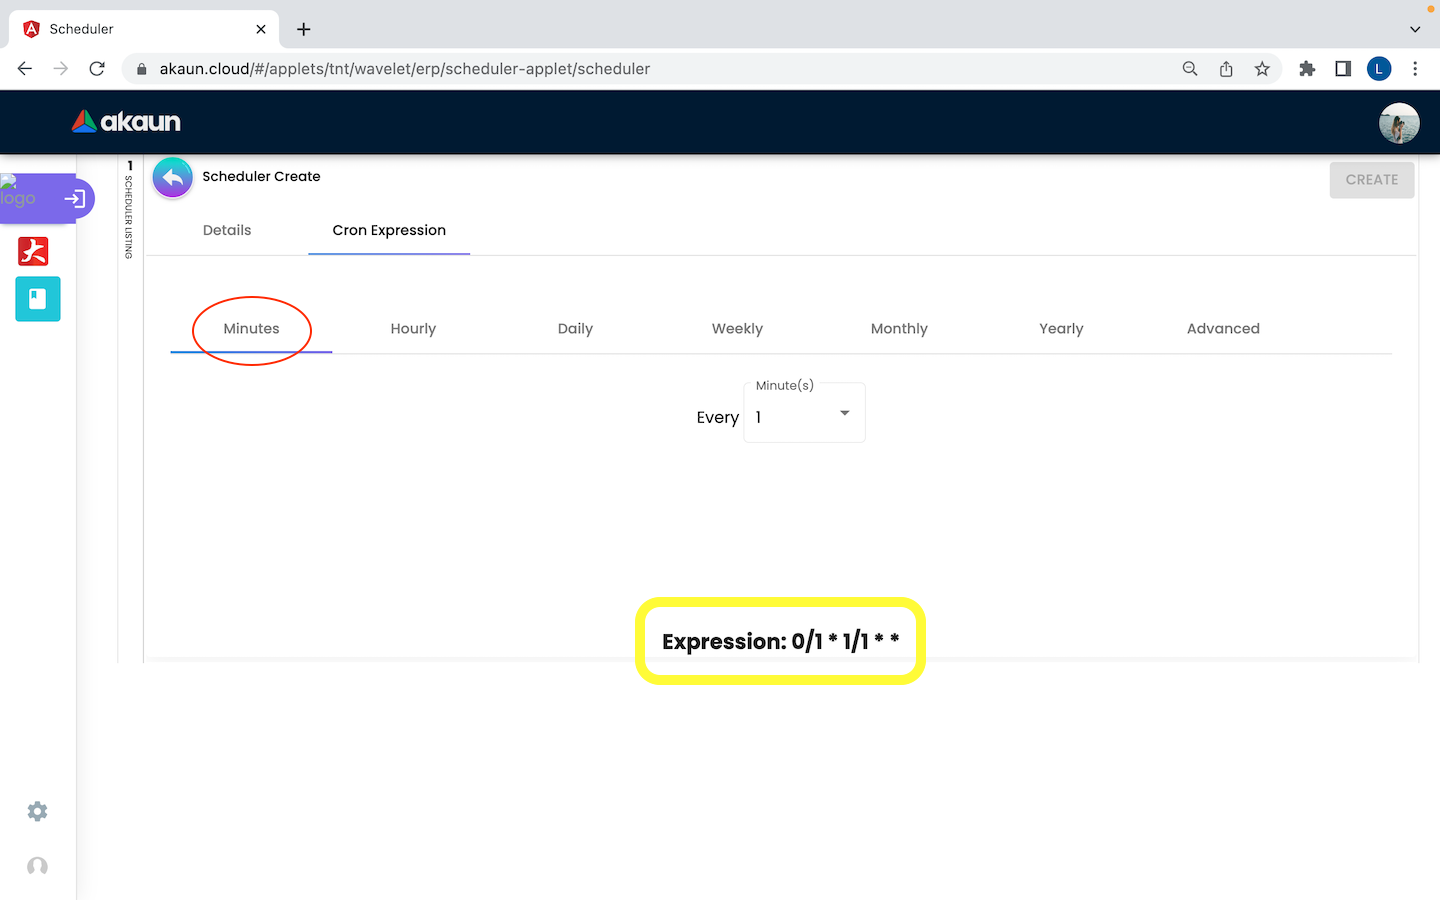 Scheduler
akaun.cloud/#/applets/tnt/wavelet/erp/scheduler-applet/scheduler
L
akaun
logo
1
SCHEDULER LISTING
Scheduler Create
CREATE
Details
Cron Expression
大
Minutes
Hourly
Daily
Weekly
Monthly
Yearly
Advanced
Minute(s)
Every 1
Expression: 0/1 * 1/1 * *